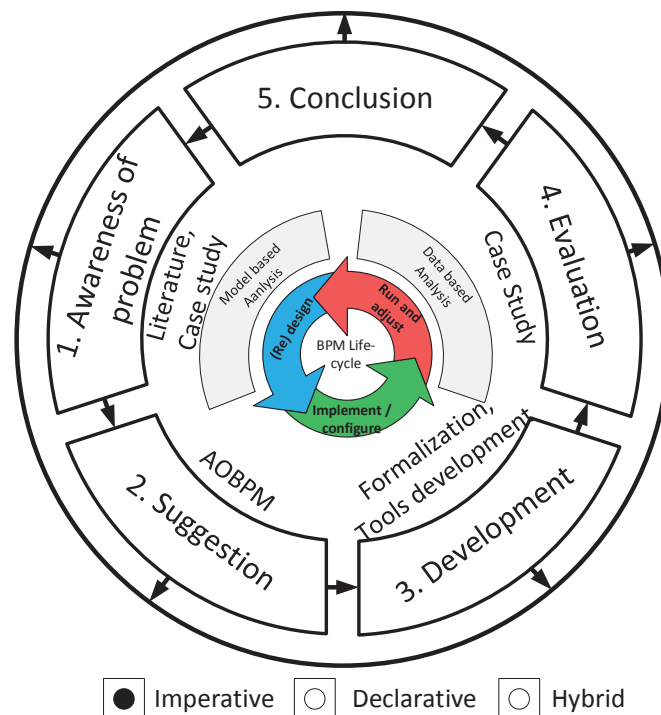 5. Conclusion
1. Awareness of
problem
Literature,
Case study
4. Evaluation
Case Study
Model based
Aanlysis
Data based
Analysis
(Re) design
Run and
adjust
BPM Life-
cycle
Implement /
configure
AOBPM
2. Suggestion
Formalization,
Tools development
3. Development
Imperative
Declarative
Hybrid